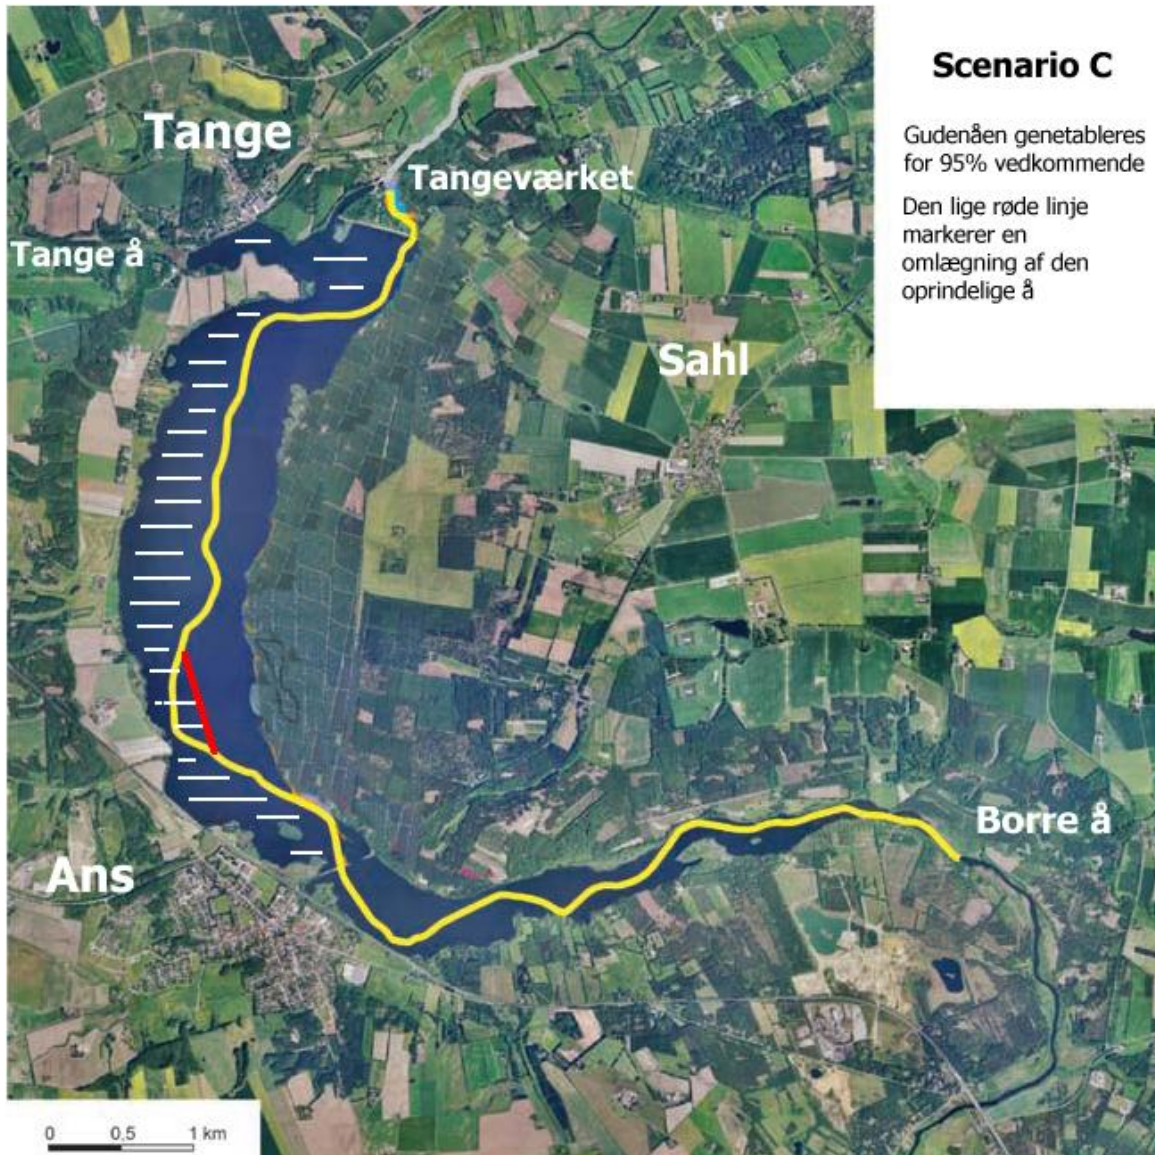 Scenario C
Gudenåen genetableres
for 95% vedkommende
Den lige røde linje
markerer en
omlægning af den
oprindelige å
Tange
Tangeværket
Tange å
Sahl
Borre å
Ans
0 0,5 1 km